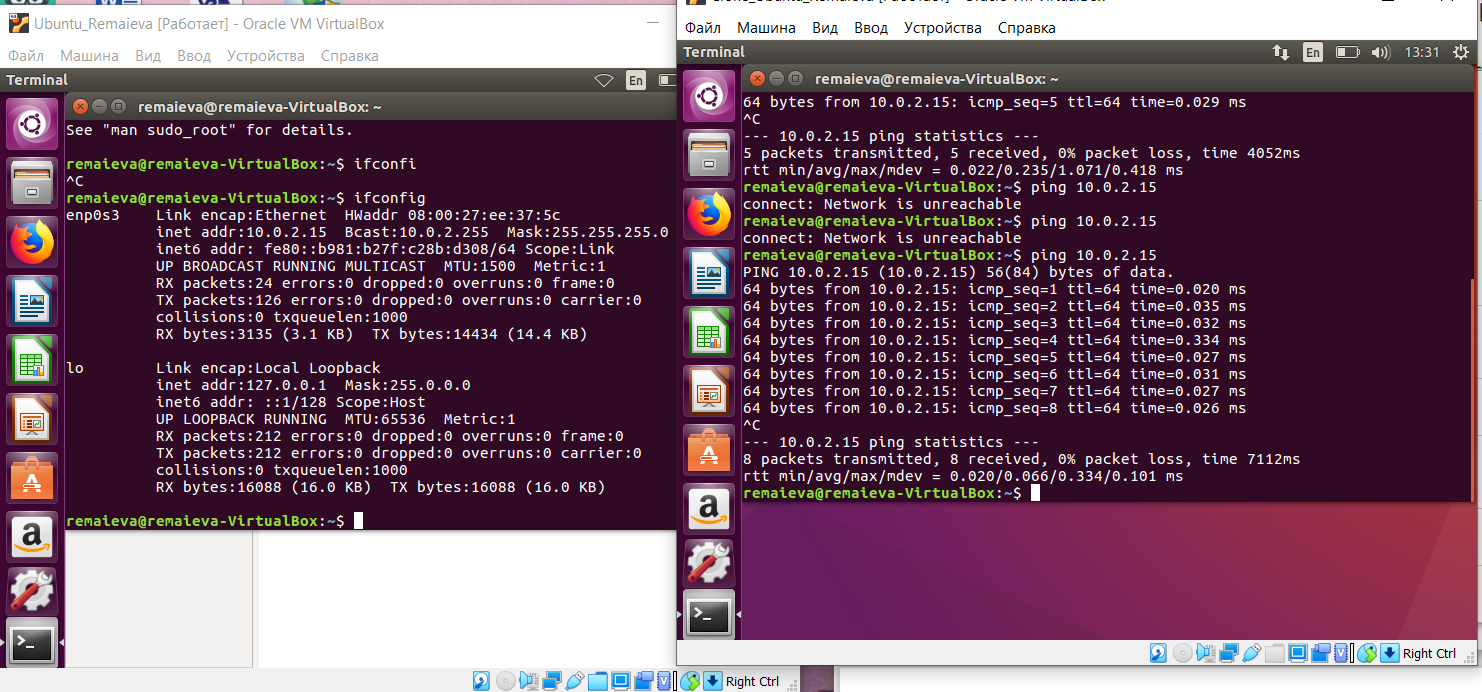 Ubuntu_Remaieva [Работает] - Oracle VM VirtualBox
Файл Машина Вид Ввод Устройства Справка
Terminal
En
remaieva@remaieva-VirtualBox: ~
See "man sudo_root" for details.
remaieva@remaieva-VirtualBox:~$ ifconfi
^C
remaieva@remaieva-VirtualBox:~$ ifconfig
enp0s3 Link encap:Ethernet HWaddr 08:00:27:ee:37:5c
inet addr:10.0.2.15 Bcast:10.0.2.255 Mask:255.255.255.0
inet6 addr: fe80::b981:b27f:c28b:d308/64 Scope:Link
UP BROADCAST RUNNING MULTICAST MTU:1500 Metric:1
RX packets:24 errors:0 dropped:0 overruns:0 frame:0
TX packets:126 errors:0 dropped:0 overruns:0 carrier:0
collisions:0 txqueuelen:1000
RX bytes:3135 (3.1 KB) TX bytes:14434 (14.4 KB)
lo Link encap:Local Loopback
inet addr:127.0.0.1 Mask:255.0.0.0
inet6 addr: ::1/128 Scope:Host
UP LOOPBACK RUNNING MTU:65536 Metric:1
RX packets:212 errors:0 dropped:0 overruns:0 frame:0
TX packets:212 errors:0 dropped:0 overruns:0 carrier:0
collisions:0 txqueuelen:1000
RX bytes:16088 (16.0 KB) TX bytes:16088 (16.0 KB)
remaieva@remaieva-VirtualBox:~$
Right Ctrl
Файл Машина Вид Ввод Устройства Справка
Terminal
En 13:31
remaieva@remaieva-VirtualBox: ~
64 bytes from 10.0.2.15: icmp_seq=5 ttl=64 time=0.029 ms
^C
--- 10.0.2.15 ping statistics ---
5 packets transmitted, 5 received, 0% packet loss, time 4052ms
rtt min/avg/max/mdev = 0.022/0.235/1.071/0.418 ms
remaieva@remaieva-VirtualBox:~$ ping 10.0.2.15
connect: Network is unreachable
remaieva@remaieva-VirtualBox:~$ ping 10.0.2.15
connect: Network is unreachable
remaieva@remaieva-VirtualBox:~$ ping 10.0.2.15
PING 10.0.2.15 (10.0.2.15) 56(84) bytes of data.
64 bytes from 10.0.2.15: icmp_seq=1 ttl=64 time=0.020 ms
64 bytes from 10.0.2.15: icmp_seq=2 ttl=64 time=0.035 ms
64 bytes from 10.0.2.15: icmp_seq=3 ttl=64 time=0.032 ms
64 bytes from 10.0.2.15: icmp_seq=4 ttl=64 time=0.334 ms
64 bytes from 10.0.2.15: icmp_seq=5 ttl=64 time=0.027 ms
64 bytes from 10.0.2.15: icmp_seq=6 ttl=64 time=0.031 ms
64 bytes from 10.0.2.15: icmp_seq=7 ttl=64 time=0.027 ms
64 bytes from 10.0.2.15: icmp_seq=8 ttl=64 time=0.026 ms
^C
--- 10.0.2.15 ping statistics ---
8 packets transmitted, 8 received, 0% packet loss, time 7112ms
rtt min/avg/max/mdev = 0.020/0.066/0.334/0.101 ms
remaieva@remaieva-VirtualBox:~$
Right Ctrl